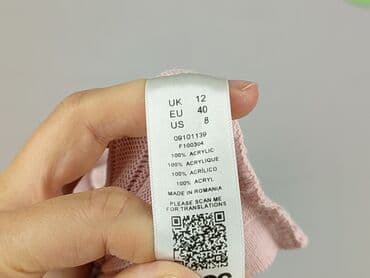 UK 12
EU 40
US 8
09101139
F100304
100% ACRYLIC
100% ACRYLIQUE
100% ACRÍLICO
100% ACRYL
MADE IN ROMANIA
PLEASE SCAN ME
FOR TRANSLATIONS